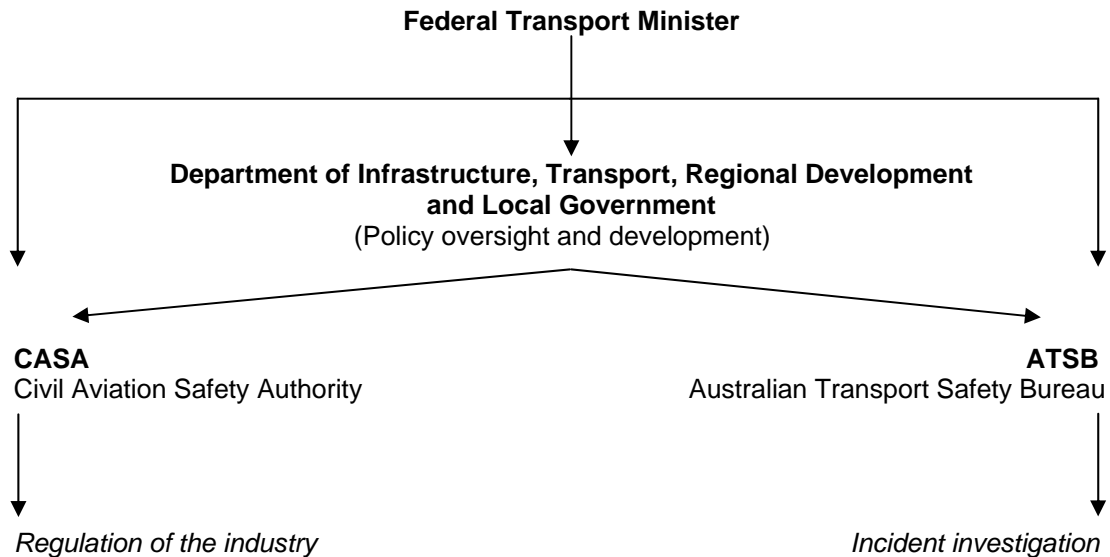 Federal Transport Minister
Department of Infrastructure, Transport, Regional Development
and Local Government
(Policy oversight and development)
CASA
Civil Aviation Safety Authority
ATSB
Australian Transport Safety Bureau
Regulation of the industry
Incident investigation